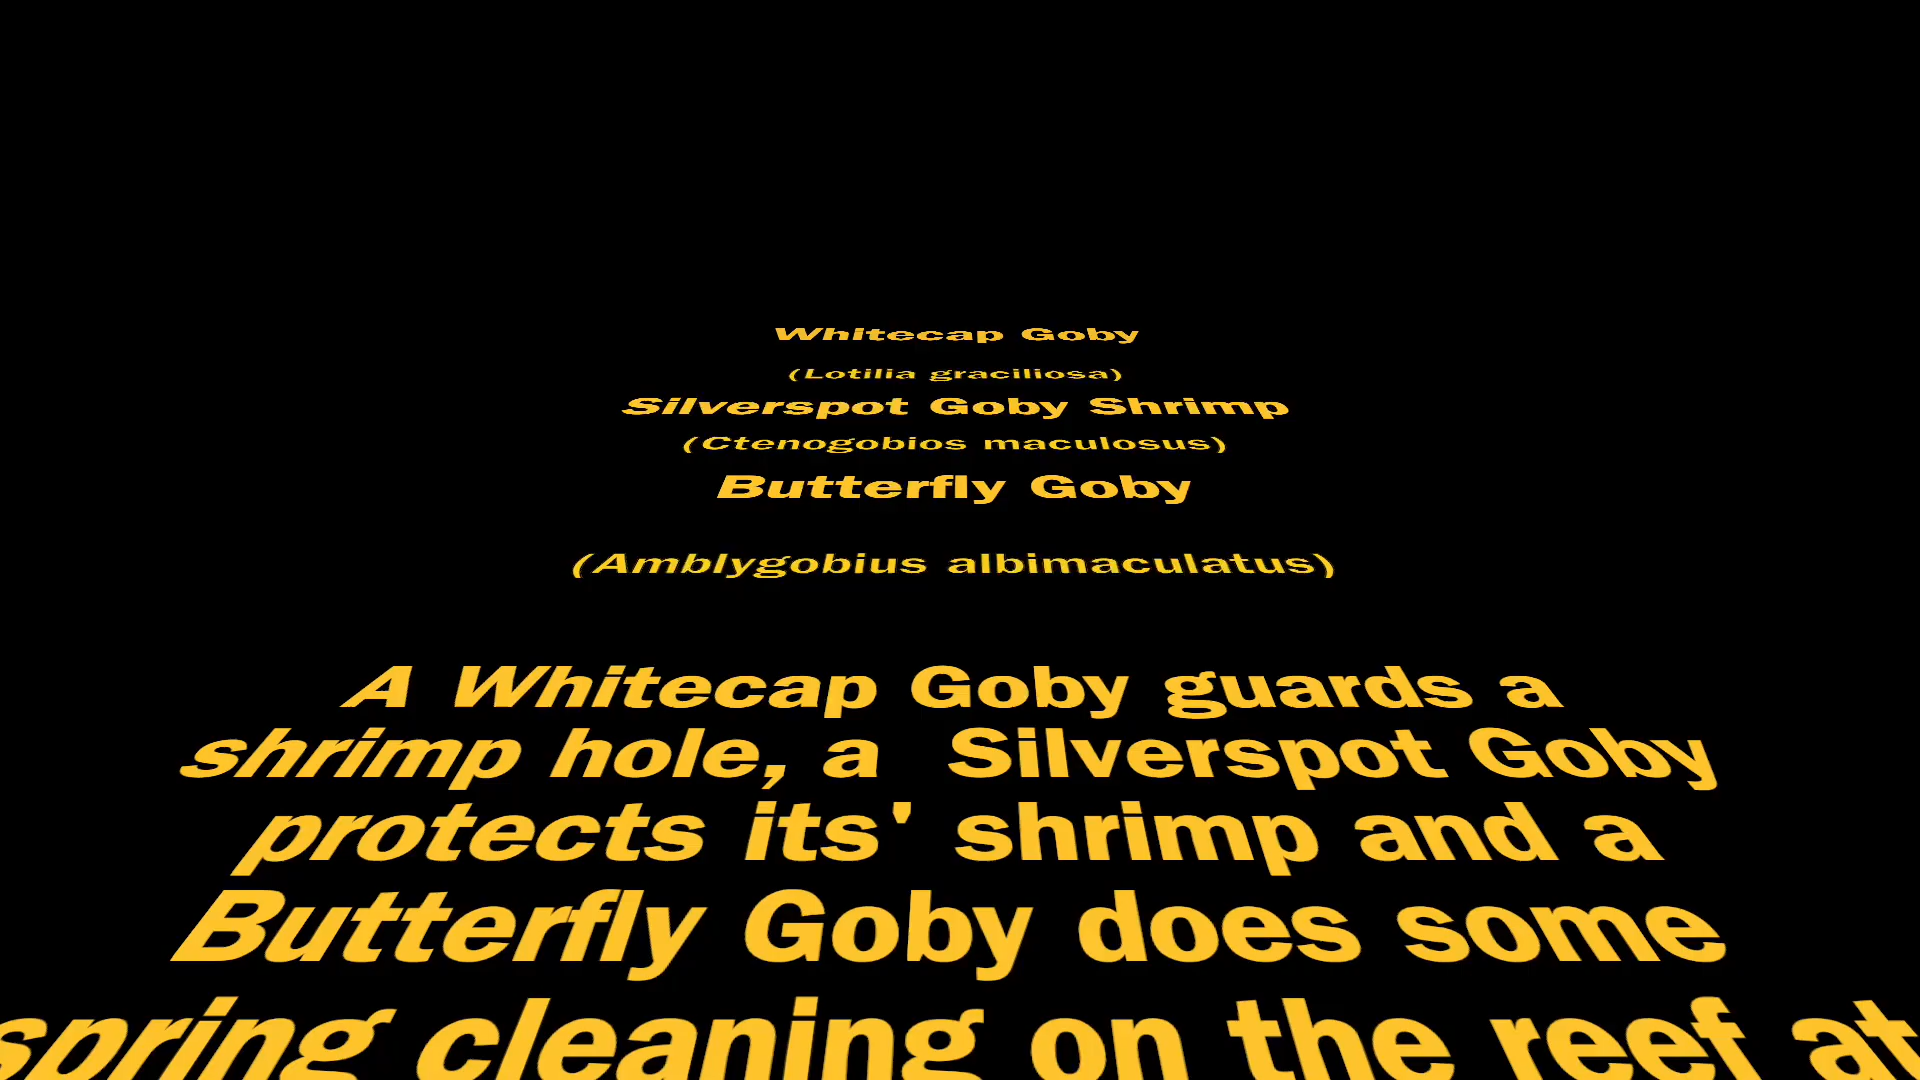 Whitecap Goby
(Lotilia graciliosa)
Silverspot Goby Shrimp
(Ctenogobios maculosus)
Butterfly Goby
(Amblygobius albimaculatus)
A Whitecap Goby guards a
shrimp hole, a  Silverspot Goby
protects its' shrimp and a
Butterfly Goby does some
spring cleaning on the reef at